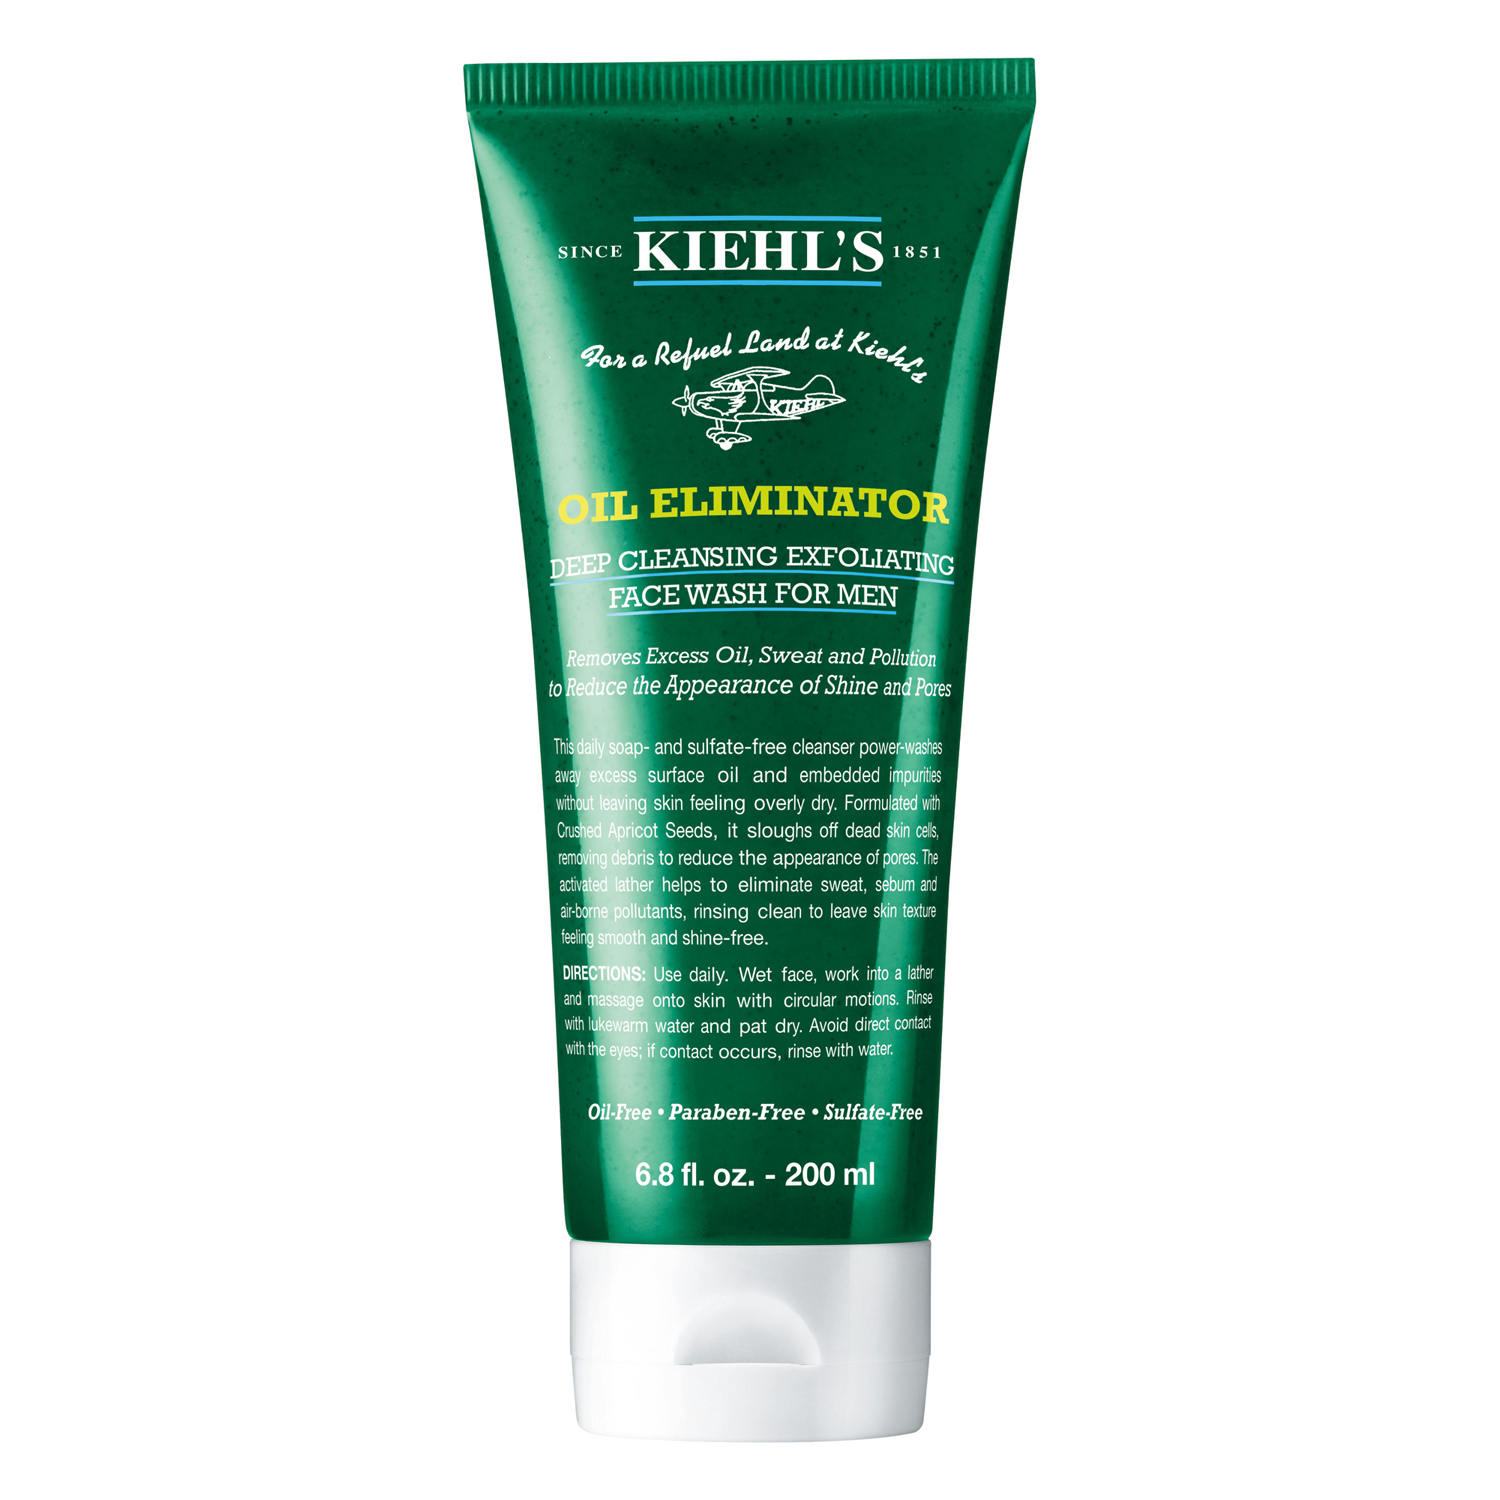 SINCE KIEHL'S 1851
For a Refuel Land at Kiehl's
KIEHL
OIL ELIMINATOR
DEEP CLEANSING EXFOLIATING
FACE WASH FOR MEN
Removes Excess Oil, Sweat and Pollution
to Reduce the Appearance of Shine and Pores
This daily soap- and sulfate-free cleanser power-washes
away excess surface oil and embedded impurities
without leaving skin feeling overly dry. Formulated with
Crushed Apricot Seeds, it sloughs off dead skin cells,
removing debris to reduce the appearance of pores. The
activated lather helps to eliminate sweat, sebum and
air-borne pollutants, rinsing clean to leave skin texture
feeling smooth and shine-free.
DIRECTIONS: Use daily. Wet face, work into a lather
and massage onto skin with circular motions. Rinse
with lukewarm water and pat dry. Avoid direct contact
with the eyes; if contact occurs, rinse with water.
Oil-Free • Paraben-Free • Sulfate-Free
6.8 fl. oz. - 200 ml